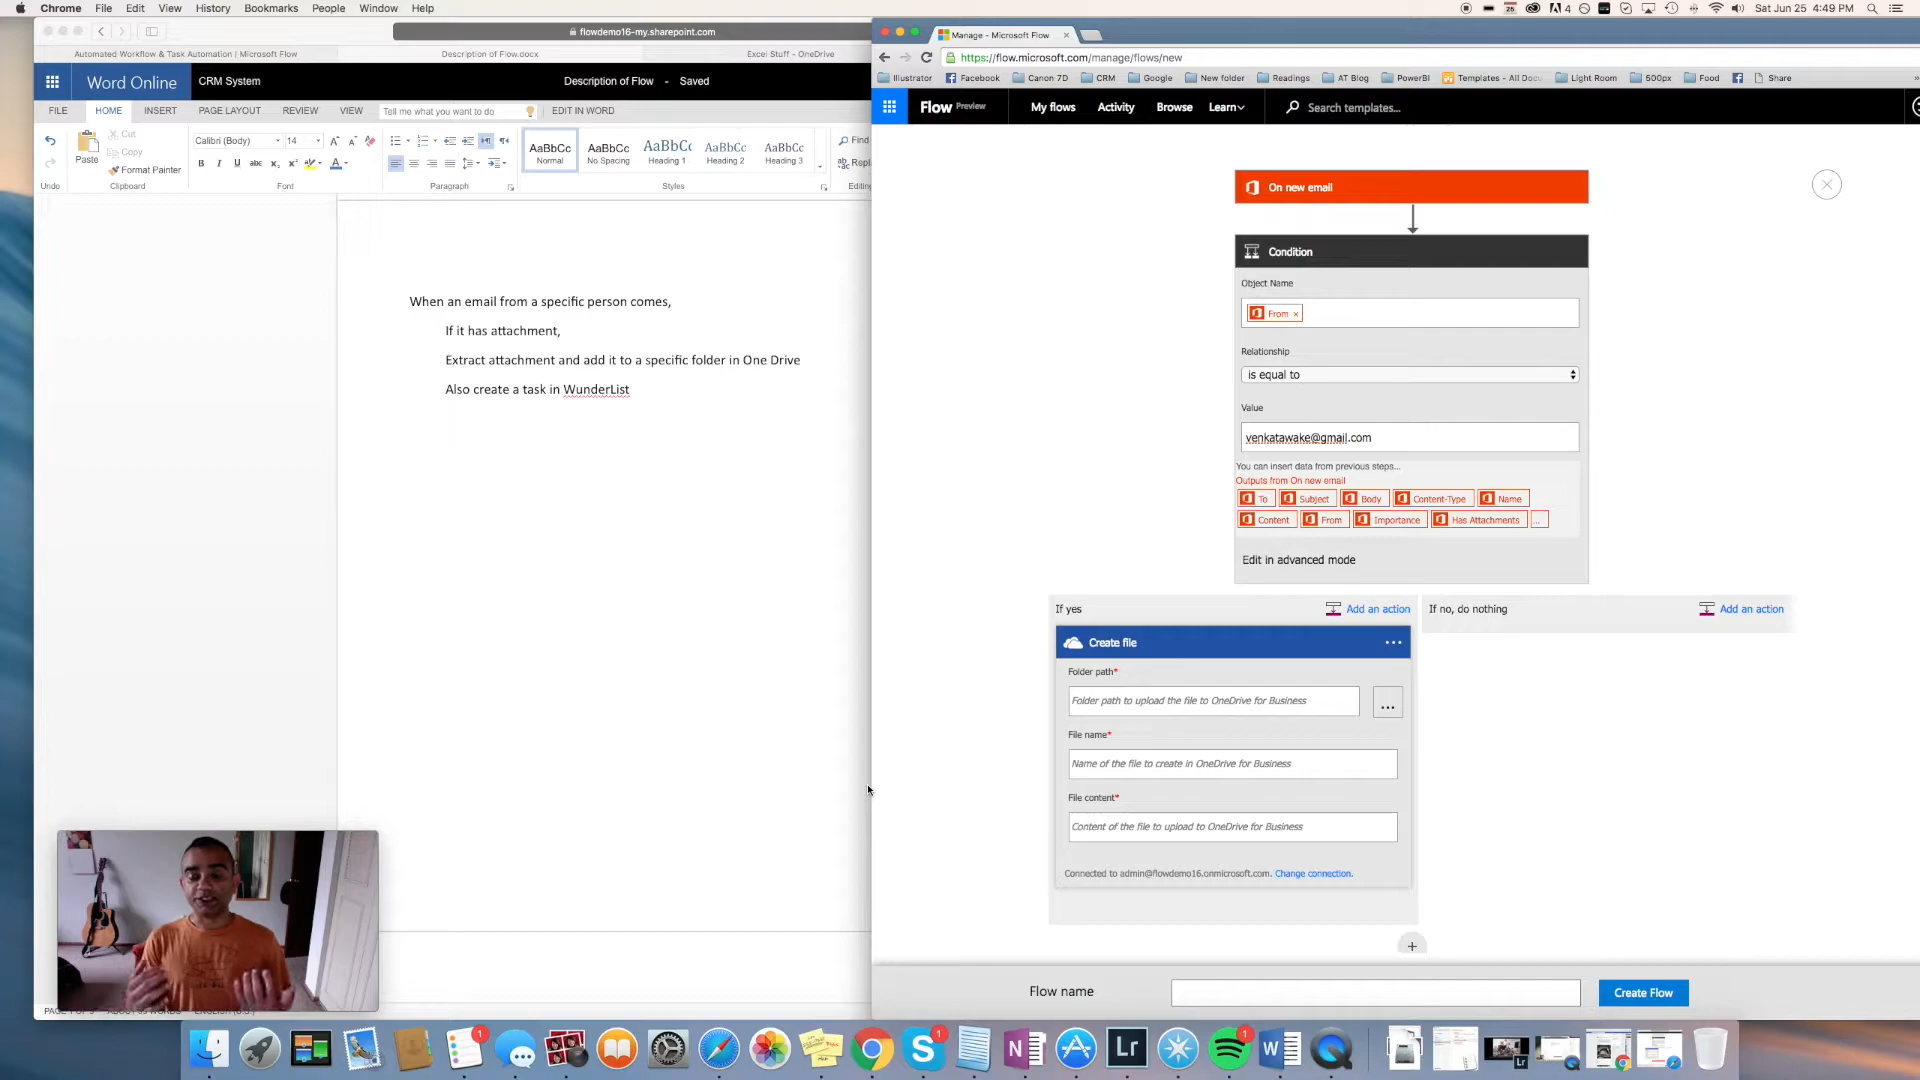 Chrome File Edit View History Bookmarks People Window Help
25 4 Sat Jun 25 4:49 PM
flowdemo16-my.sharepoint.com
Automated Workflow & Task Automation | Microsoft Flow
Description of Flow.docx
Excel Stuff - OneDrive
Word Online CRM System Description of Flow - Saved
FILE HOME INSERT PAGE LAYOUT REVIEW VIEW Tell me what you want to do EDIT IN WORD
Undo
Paste
Cut
Copy
Format Painter
Clipboard
Calibri (Body) 14
B I U abc
Font
Paragraph
AaBbCc Normal
AaBbCc No Spacing
AaBbCc Heading 1
AaBbCc Heading 2
AaBbCc Heading 3
Styles
Find
Repl
Editing
When an email from a specific person comes,
If it has attachment,
Extract attachment and add it to a specific folder in One Drive
Also create a task in WunderList
Manage - Microsoft Flow
https://flow.microsoft.com/manage/flows/new
Illustrator Facebook Canon 7D CRM Google New folder Readings AT Blog PowerBI Templates - All Docu Light Room 500px Food Share
Flow Preview My flows Activity Browse Learn Search templates...
On new email
Condition
Object Name
From ×
Relationship
is equal to
Value
venkatawake@gmail.com
You can insert data from previous steps...
Outputs from On new email
To Subject Body Content-Type Name
Content From Importance Has Attachments ...
Edit in advanced mode
If yes Add an action
If no, do nothing Add an action
Create file ...
Folder path*
Folder path to upload the file to OneDrive for Business ...
File name*
Name of the file to create in OneDrive for Business
File content*
Content of the file to upload to OneDrive for Business
Connected to admin@flowdemo16.onmicrosoft.com. Change connection.
+
Flow name Create Flow
1 S 1 N Lr 1 W